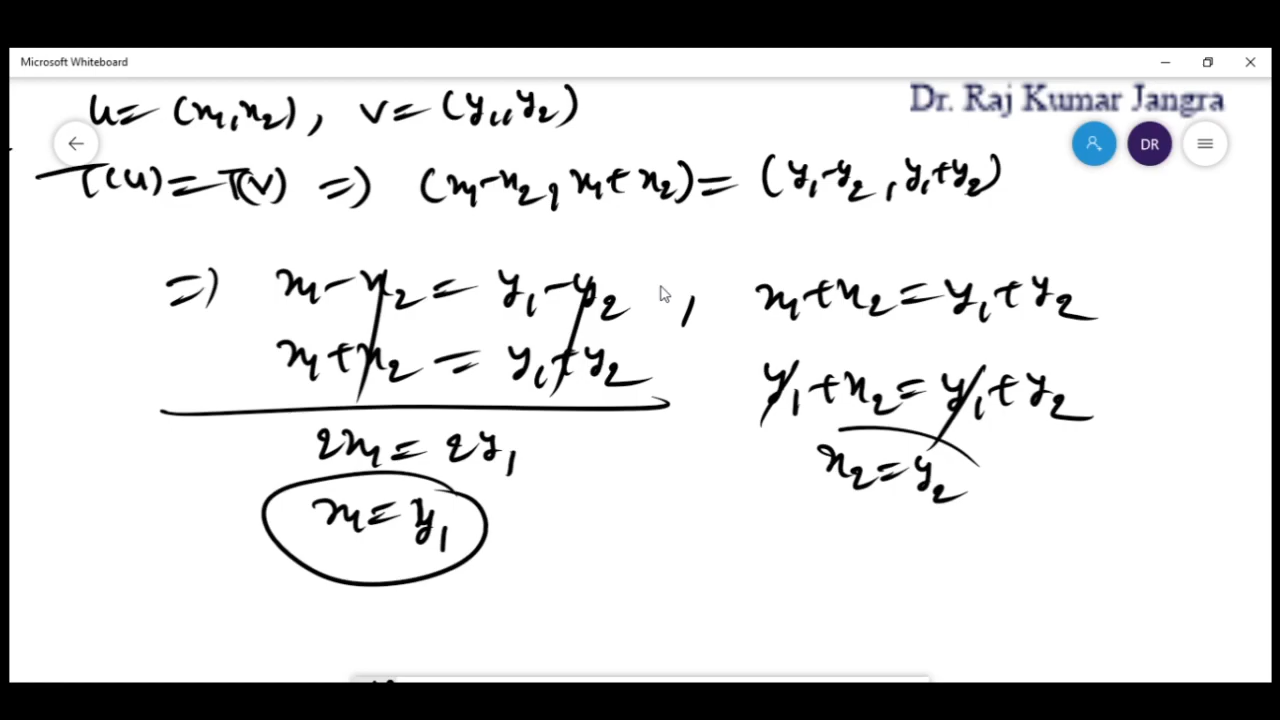 Microsoft Whiteboard
Dr. Raj Kumar Jangra
DR
u = (x₁, x₂), v = (y₁, y₂)
T(u) = T(v) => (x₁ - x₂, x₁ + x₂) = (y₁ - y₂, y₁ + y₂)
=> x₁ - x₂ = y₁ - y₂ , x₁ + x₂ = y₁ + y₂
x₁ + x₂ = y₁ + y₂
y₁ + x₂ = y₁ + y₂
2x₁ = 2y₁
x₂ = y₂
x₁ = y₁